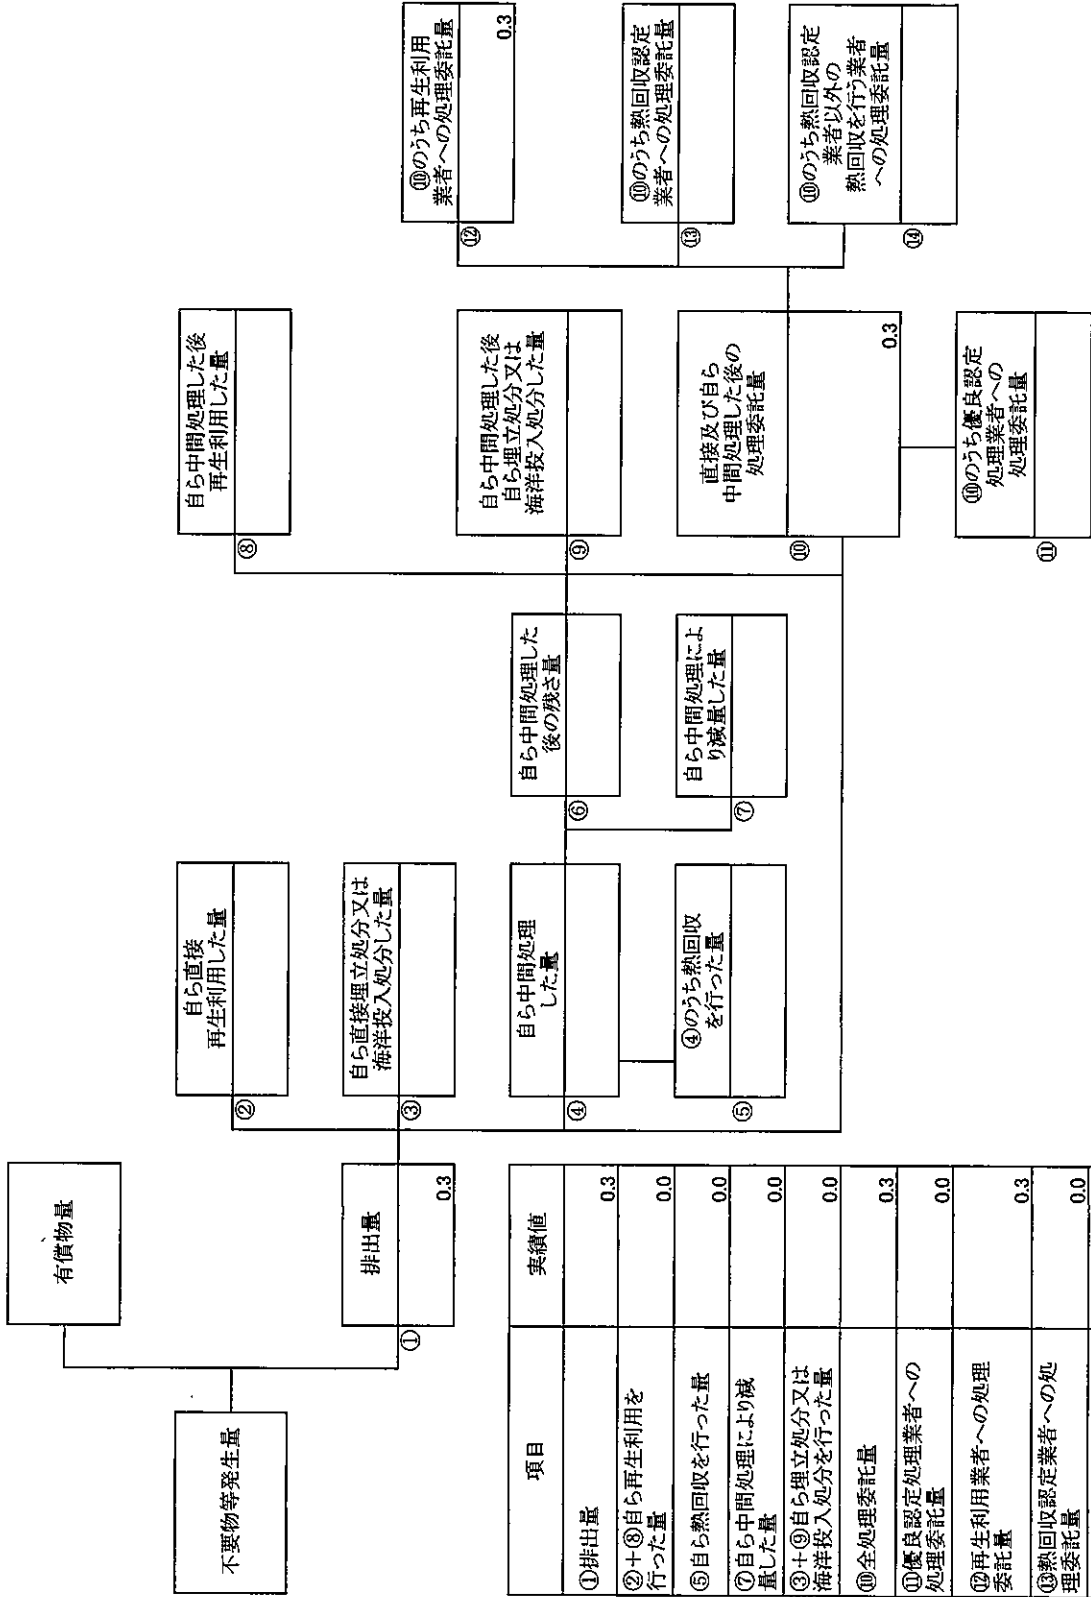 不要物等発生量
有償物量
①
排出量
0.3
②
自ら直接
再生利用した量
③
自ら直接埋立処分又は
海洋投入処分した量
④
自ら中間処理
した量
⑤
④のうち熱回収
を行った量
⑥
自ら中間処理した
後の残さ量
⑦
自ら中間処理によ
り減量した量
⑧
自ら中間処理した後
再生利用した量
⑨
自ら中間処理した後
自ら埋立処分又は
海洋投入処分した量
⑩
直接及び自ら
中間処理した後の
処理委託量
0.3
⑪
⑩のうち優良認定
処理業者への
処理委託量
⑫
⑩のうち再生利用
業者への処理委託量
0.3
⑬
⑩のうち熱回収認定
業者への処理委託量
⑭
⑩のうち熱回収認定
業者以外の
熱回収を行う業者
への処理委託量
項目 実績値
①排出量 0.3
②+⑧自ら再生利用を
行った量 0.0
⑤自ら熱回収を行った量 0.0
⑦自ら中間処理により減
量した量 0.0
③+⑨自ら埋立処分又は
海洋投入処分を行った量 0.0
⑩全処理委託量 0.3
⑪優良認定処理業者への
処理委託量 0.0
⑫再生利用業者への処理
委託量 0.3
⑬熱回収認定業者への処
理委託量 0.0